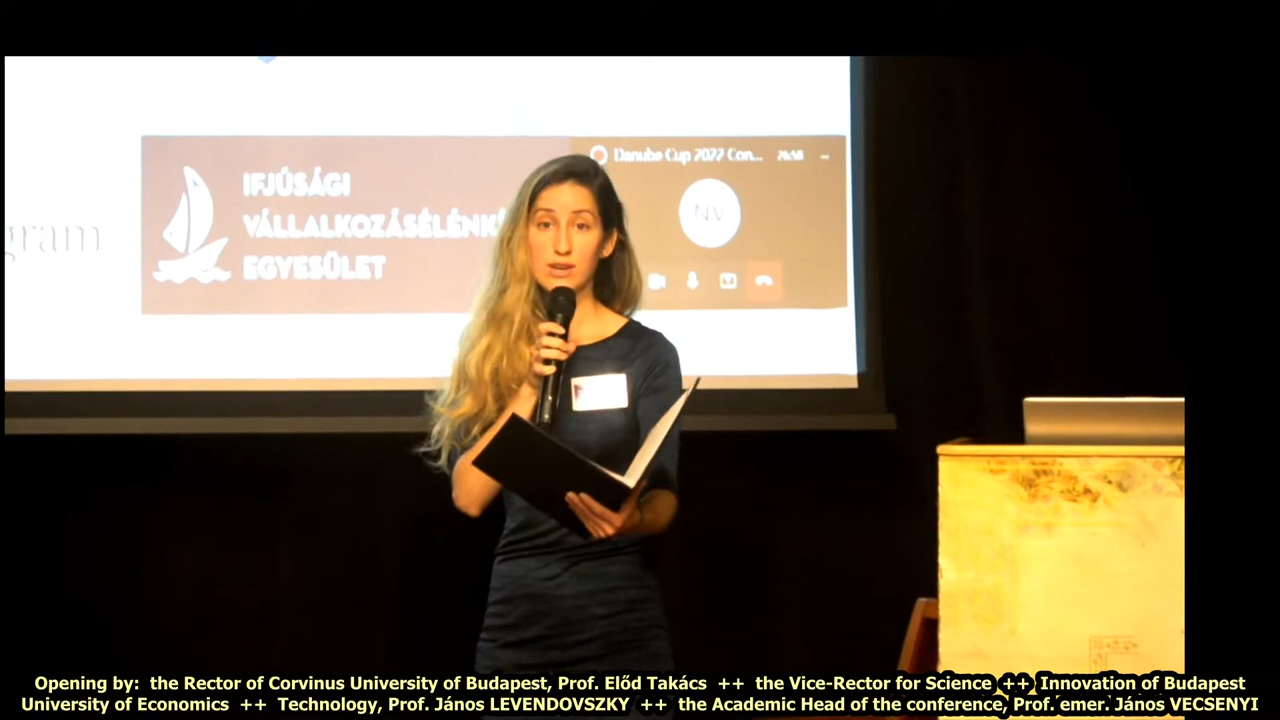 Danube Cup 2022 Con...
IFJÚSÁGI
NV
gram
VÁLLALKOZÁSÉLÉNK
EGYESÜLET
Opening by: the Rector of Corvinus University of Budapest, Prof. Előd Takács ++ the Vice-Rector for Science ++ Innovation of Budapest
University of Economics ++ Technology, Prof. János LEVENDOVSZKY ++ the Academic Head of the conference, Prof. emer. János VECSENYI